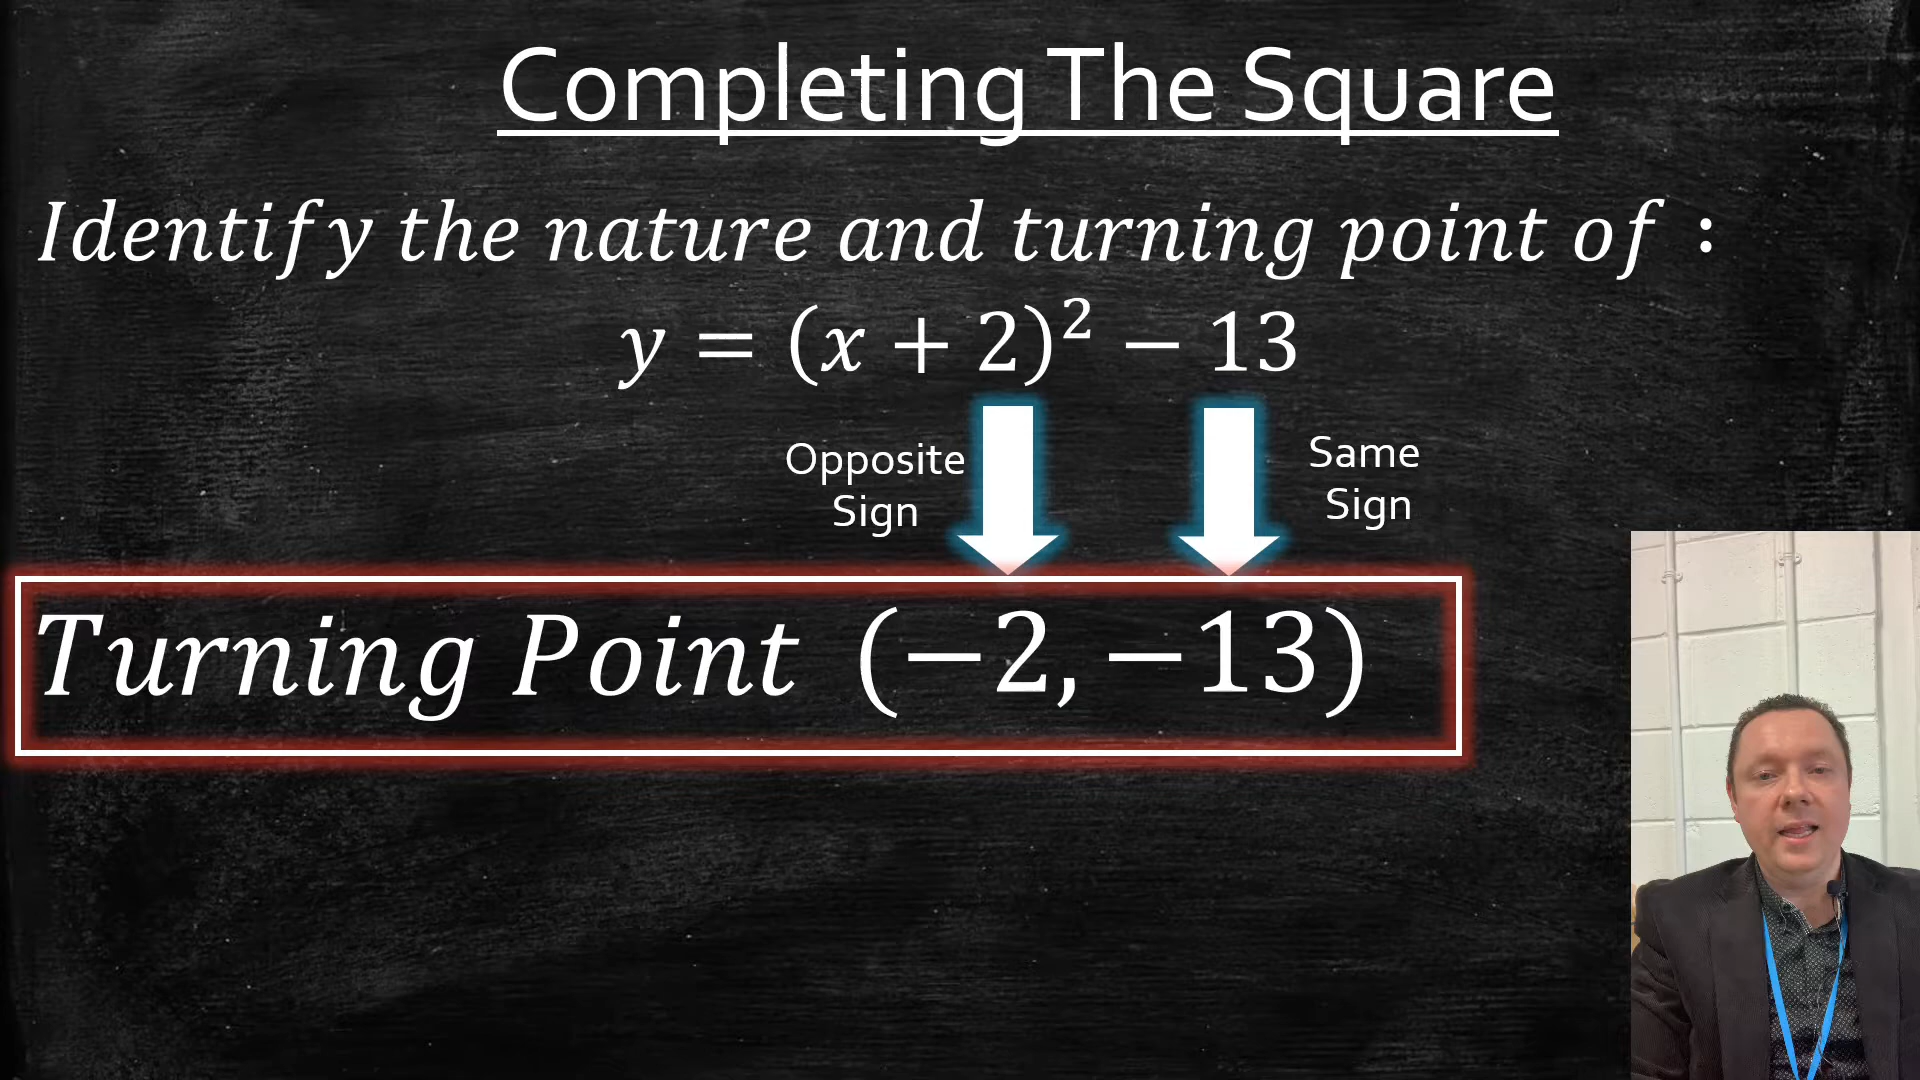 Completing The Square
Identify the nature and turning point of :
y = (x + 2)² − 13
Opposite
Sign
Same
Sign
Turning Point (−2, −13)